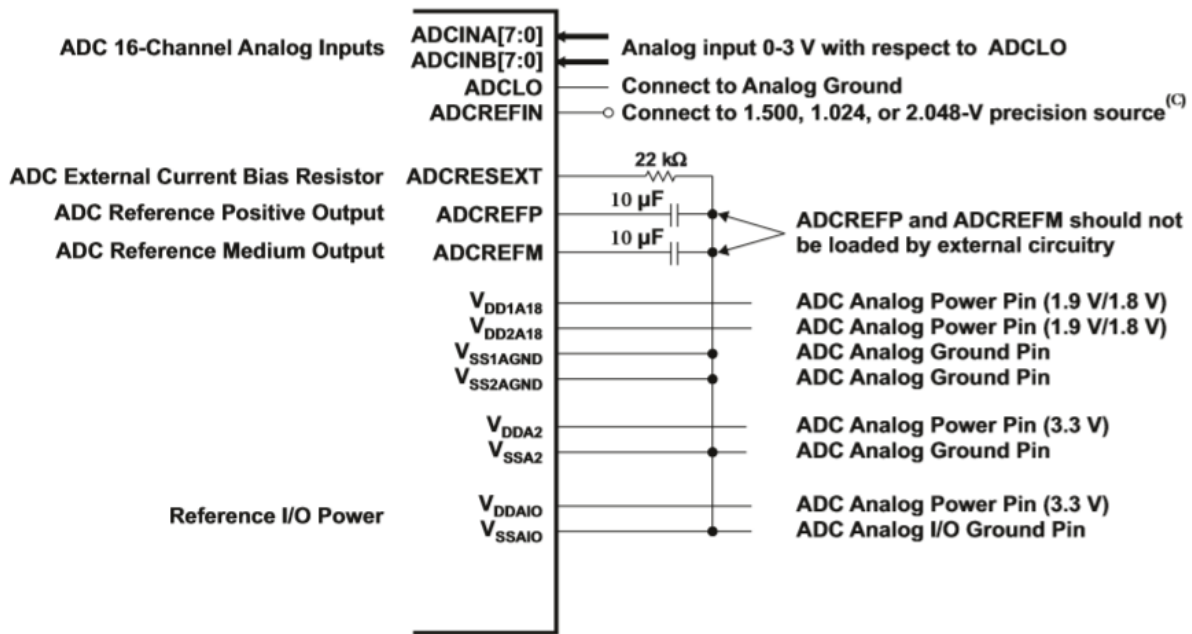 ADC 16-Channel Analog Inputs
ADCINA[7:0]
ADCINB[7:0]
Analog input 0-3 V with respect to ADCLO
ADCLO
Connect to Analog Ground
ADCREFIN
Connect to 1.500, 1.024, or 2.048-V precision source(C)
22 kΩ
ADC External Current Bias Resistor
ADCRESEXT
10 µF
ADC Reference Positive Output
ADCREFP
10 µF
ADC Reference Medium Output
ADCREFM
ADCREFP and ADCREFM should not
be loaded by external circuitry
VDD1A18
ADC Analog Power Pin (1.9 V/1.8 V)
VDD2A18
ADC Analog Power Pin (1.9 V/1.8 V)
VSS1AGND
ADC Analog Ground Pin
VSS2AGND
ADC Analog Ground Pin
VDDA2
ADC Analog Power Pin (3.3 V)
VSSA2
ADC Analog Ground Pin
Reference I/O Power
VDDAIO
ADC Analog Power Pin (3.3 V)
VSSAIO
ADC Analog I/O Ground Pin